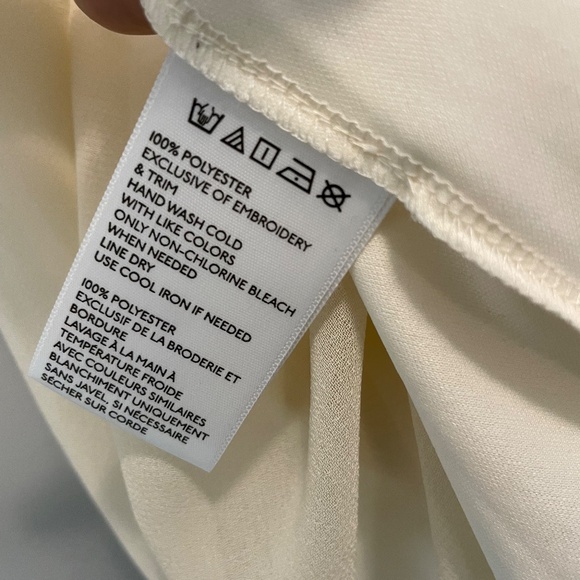 100% POLYESTER
EXCLUSIVE OF EMBROIDERY
& TRIM
HAND WASH COLD
WITH LIKE COLORS
ONLY NON-CHLORINE BLEACH
WHEN NEEDED
LINE DRY
USE COOL IRON IF NEEDED
100% POLYESTER
EXCLUSIF DE LA BRODERIE ET
BORDURE
LAVAGE À LA MAIN À
TEMPÉRATURE FROIDE
AVEC COULEURS SIMILAIRES
BLANCHIMENT UNIQUEMENT
SANS JAVEL, SI NÉCESSAIRE
SÉCHER SUR CORDE